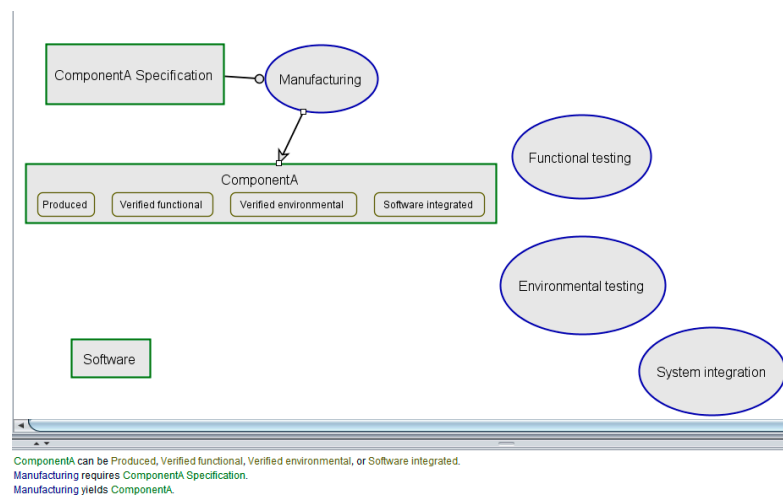 ComponentA Specification
Manufacturing
Functional testing
ComponentA
Produced
Verified functional
Verified environmental
Software integrated
Environmental testing
Software
System integration
ComponentA can be Produced, Verified functional, Verified environmental, or Software integrated.
Manufacturing requires ComponentA Specification.
Manufacturing yields ComponentA.